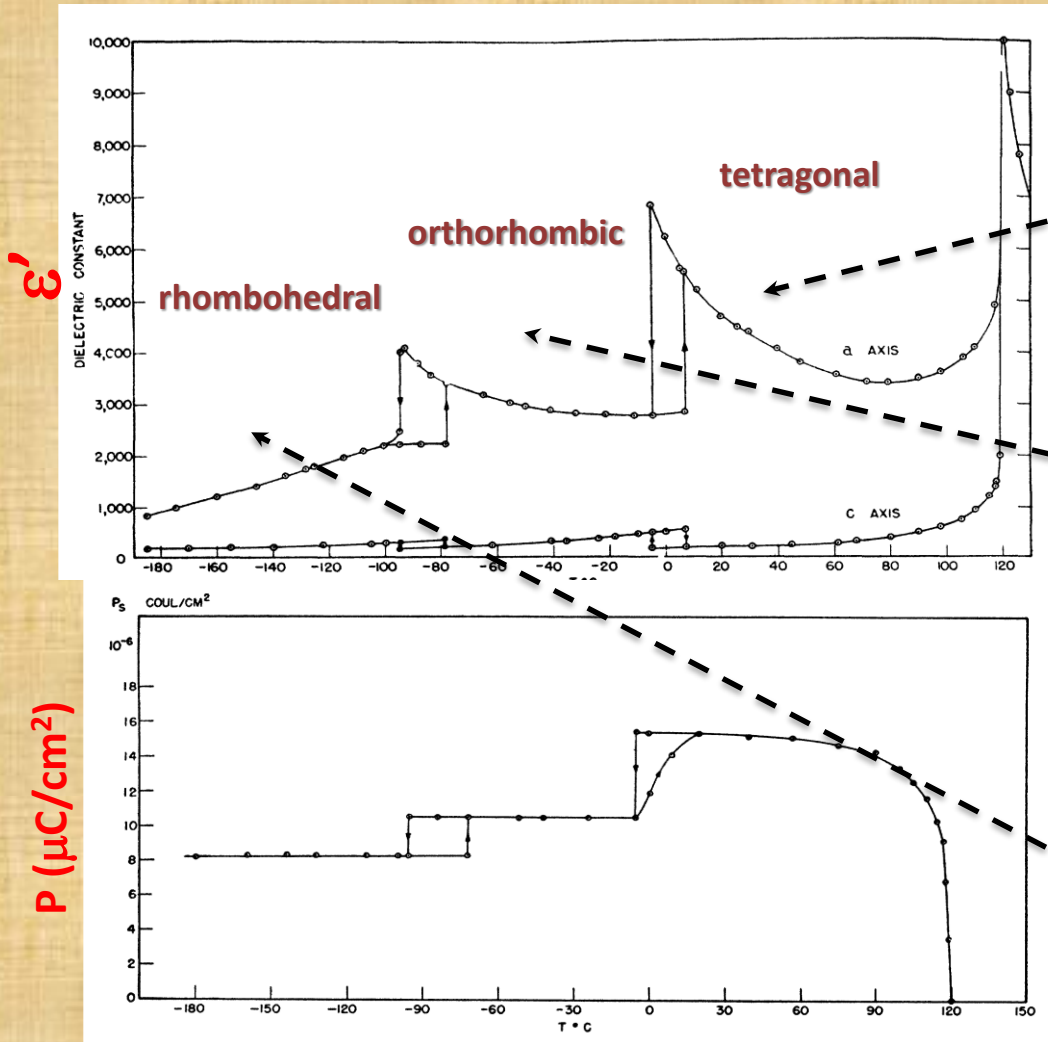 10,000
9,000
8,000
7,000
6,000
5,000
4,000
3,000
2,000
1,000
0
DIELECTRIC CONSTANT
ε′
tetragonal
orthorhombic
rhombohedral
a AXIS
C AXIS
-180 -160 -140 -120 -100 -80 -60 -40 -20 0 20 40 60 80 100 120
Ps COUL/CM²
10⁻⁶
18
16
14
12
10
8
6
4
2
0
P (μC/cm²)
-180 -150 -120 -90 -60 -30 0 30 60 90 120 150
T °C